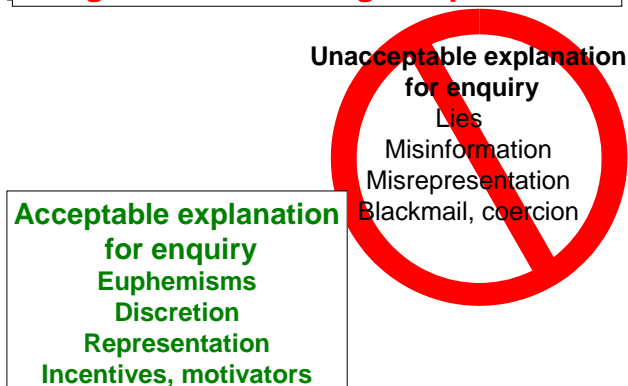 Unacceptable explanation
for enquiry
Lies
Misinformation
Misrepresentation
Blackmail, coercion
Acceptable explanation
for enquiry
Euphemisms
Discretion
Representation
Incentives, motivators